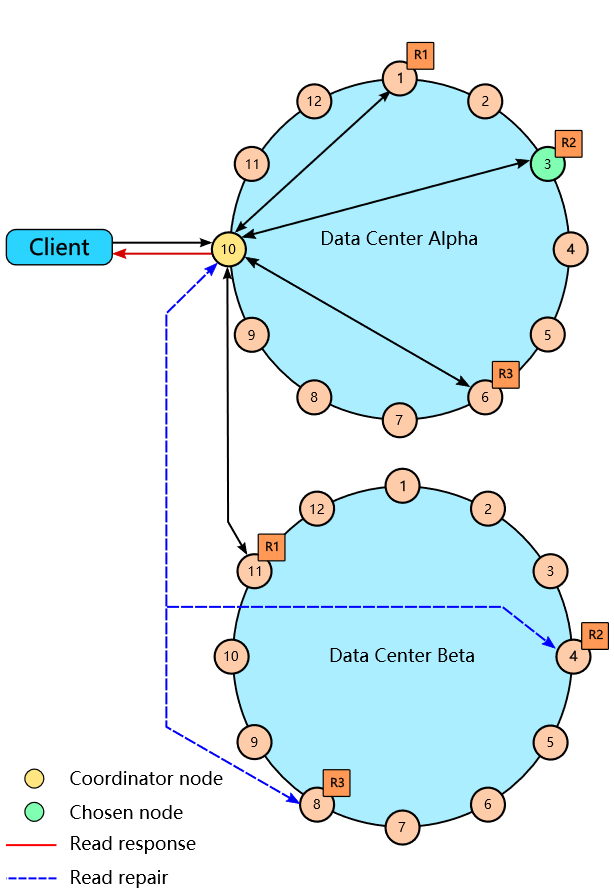 R1
1
12
2
R2
11
3
Client
10
Data Center Alpha
4
9
5
R3
8
6
7
1
12
2
R1
11
3
R2
10
Data Center Beta
4
9
5
R3
8
6
7
Coordinator node
Chosen node
Read response
Read repair